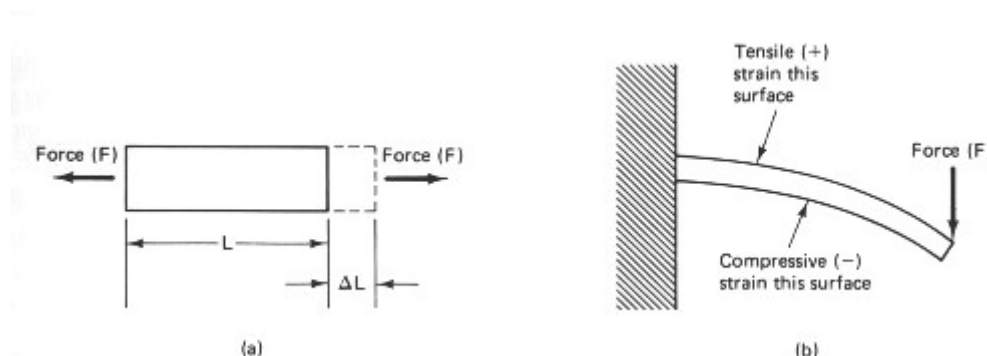 Force (F)
Force (F)
L
ΔL
(a)
Tensile (+)
strain this
surface
Force (F
Compressive (−)
strain this surface
(b)